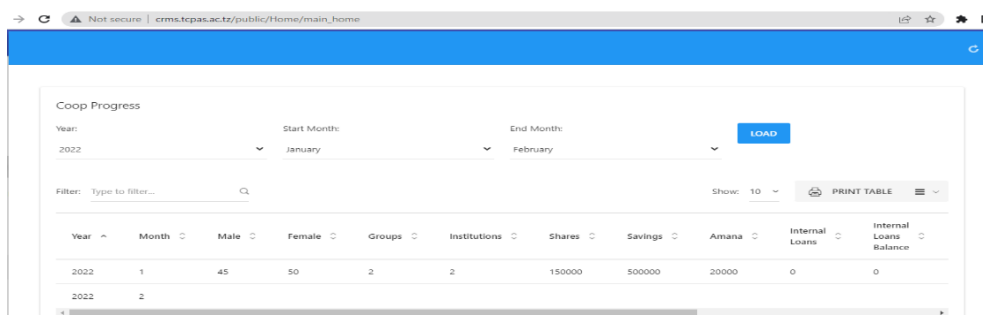 Not secure | crms.tcpas.ac.tz/public/Home/main_home
Coop Progress
Year: Start Month: End Month:
2022 January February LOAD
Filter: Type to filter... Show: 10 PRINT TABLE
Year Month Male Female Groups Institutions Shares Savings Amana Internal Loans Internal Loans Balance
2022 1 45 50 2 2 150000 500000 20000 0 0
2022 2